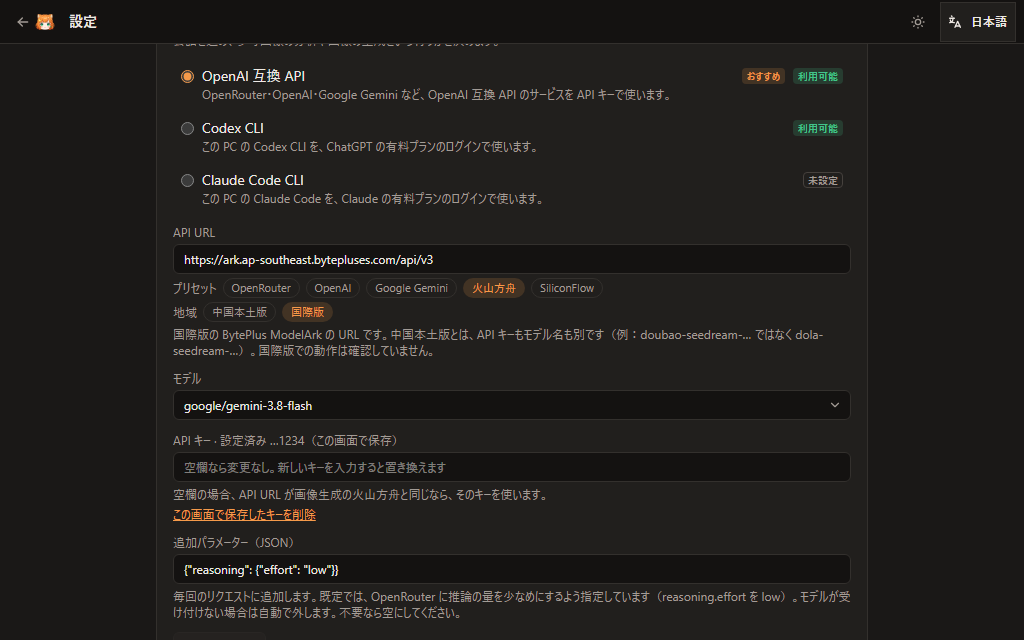 設定
日本語
OpenAI 互換 API
おすすめ
利用可能
OpenRouter・OpenAI・Google Gemini など、OpenAI 互換 API のサービスを API キーで使います。
Codex CLI
利用可能
この PC の Codex CLI を、ChatGPT の有料プランのログインで使います。
Claude Code CLI
未設定
この PC の Claude Code を、Claude の有料プランのログインで使います。
API URL
https://ark.ap-southeast.bytepluses.com/api/v3
プリセット OpenRouter OpenAI Google Gemini 火山方舟 SiliconFlow
地域 中国本土版 国際版
国際版の BytePlus ModelArk の URL です。中国本土版とは、API キーもモデル名も別です（例：doubao-seedream-... ではなく dola-
seedream-...）。国際版での動作は確認していません。
モデル
google/gemini-3.8-flash
API キー · 設定済み ...1234（この画面で保存）
空欄なら変更なし。新しいキーを入力すると置き換えます
空欄の場合、API URL が画像生成の火山方舟と同じなら、そのキーを使います。
この画面で保存したキーを削除
追加パラメーター（JSON）
{"reasoning": {"effort": "low"}}
毎回のリクエストに追加します。既定では、OpenRouter に推論の量を少なめにするよう指定しています（reasoning.effort を low）。モデルが受
け付けない場合は自動で外します。不要なら空にしてください。